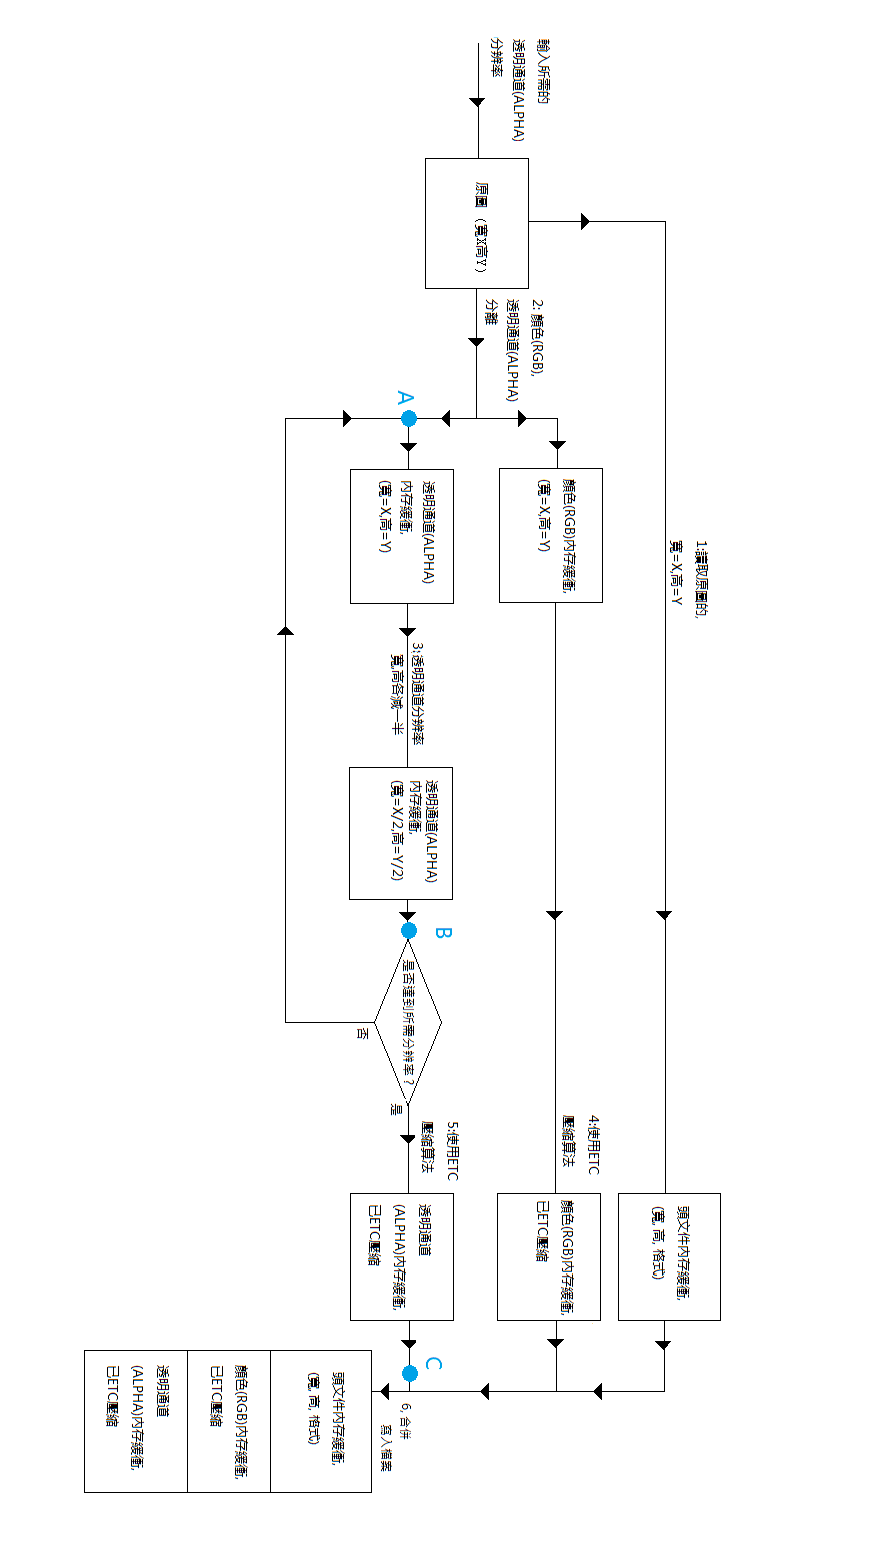 輸入所需的
透明通道(ALPHA)
分辨率
原圖 （寬X高Y）
1:讀取原圖的,
寬=X,高=Y
2: 顏色(RGB),
透明通道(ALPHA)
分離
A
顏色(RGB)內存緩衝,
(寬=X,高=Y)
透明通道(ALPHA)
內存緩衝,
(寬=X,高=Y)
3:透明通道分辨率
寬,高各減一半
透明通道(ALPHA)
內存緩衝,
(寬=X/2,高=Y/2)
B
是否達到所需分辨率？
否
是
4:使用ETC
壓縮算法
5:使用ETC
壓縮算法
頭文件內存緩衝,
(寬, 高, 格式)
顏色(RGB)內存緩衝,
已ETC壓縮
透明通道
(ALPHA)內存緩衝,
已ETC壓縮
C
6, 合併
寫入檔案
頭文件內存緩衝,
(寬, 高, 格式)
顏色(RGB)內存緩衝,
已ETC壓縮
透明通道
(ALPHA)內存緩衝,
已ETC壓縮